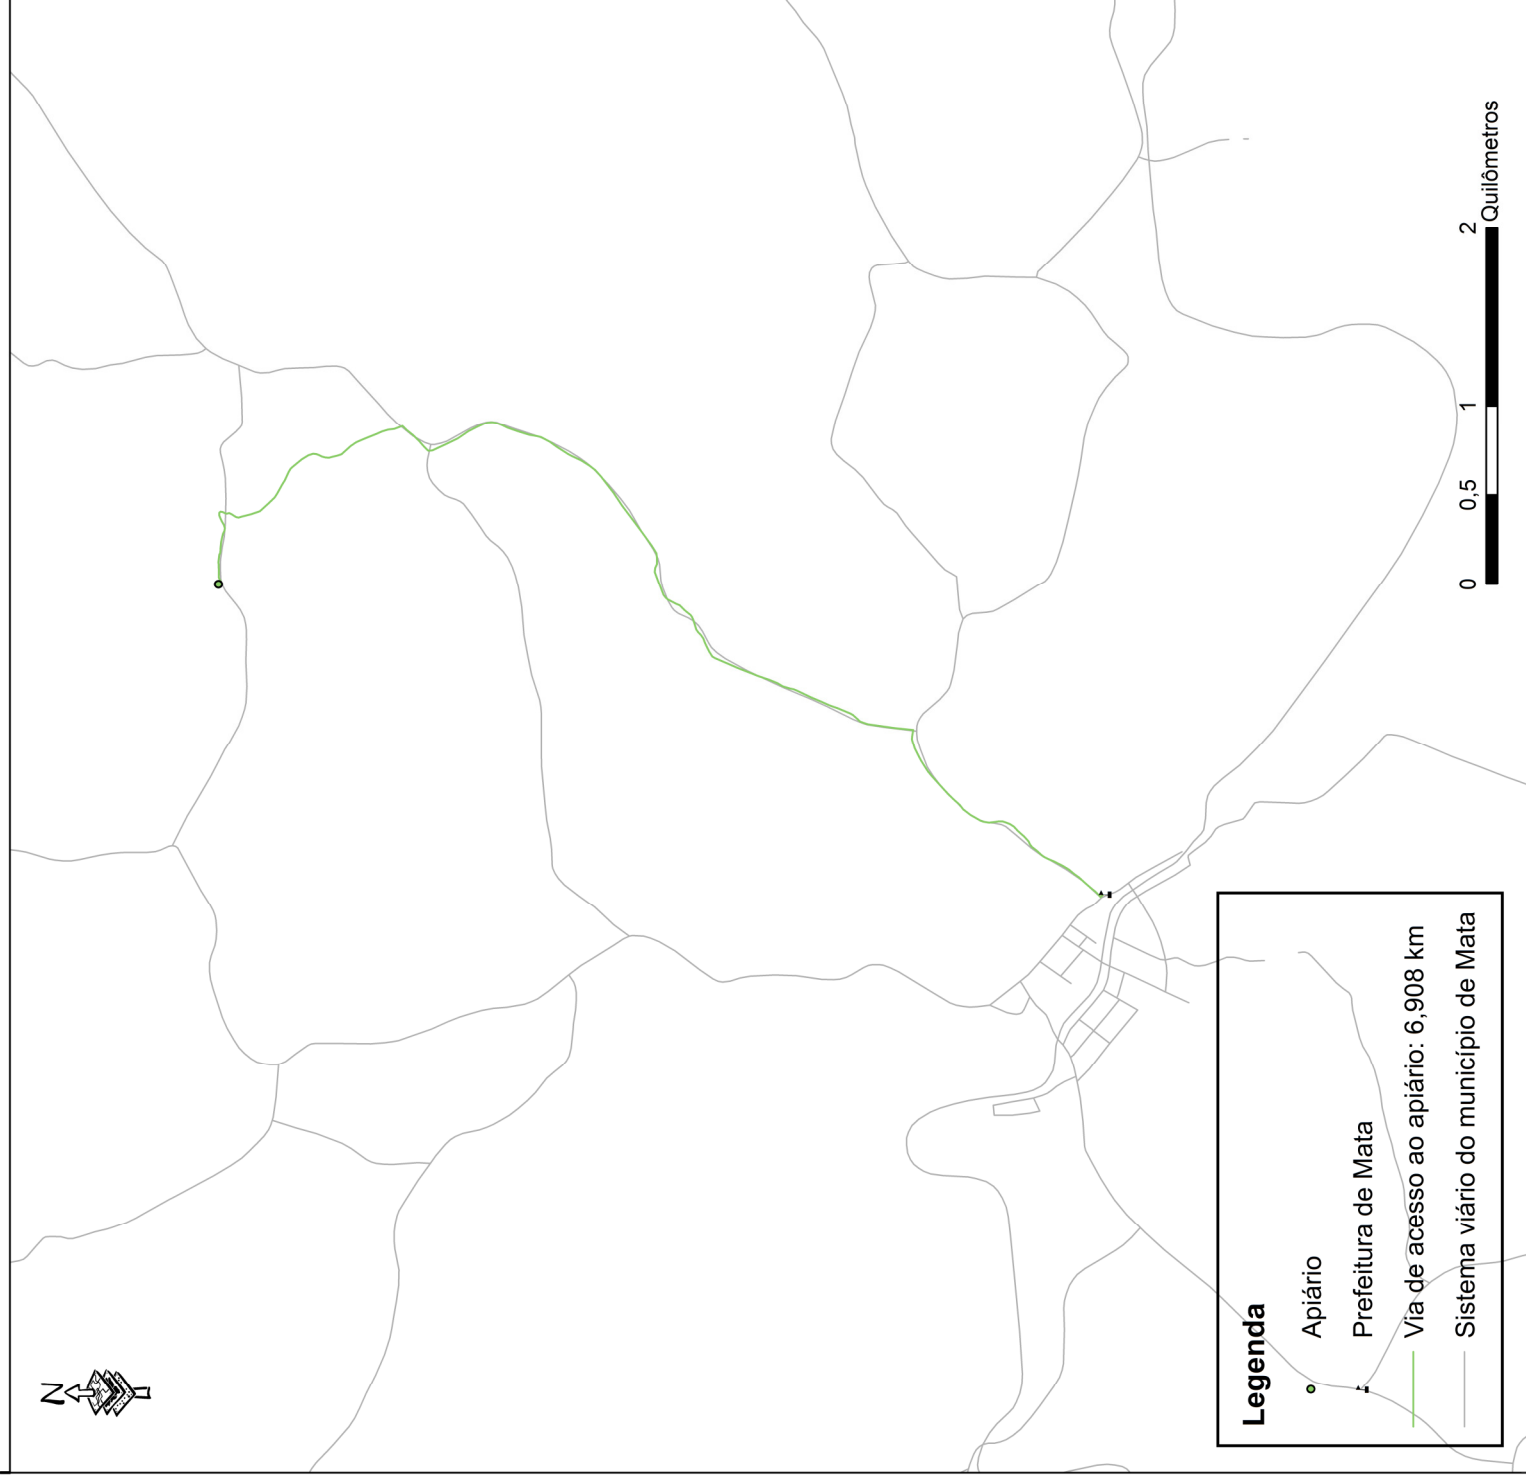 N
Legenda
Apiário
Prefeitura de Mata
Via de acesso ao apiário: 6,908 km
Sistema viário do município de Mata
0 0,5 1 2
Quilômetros